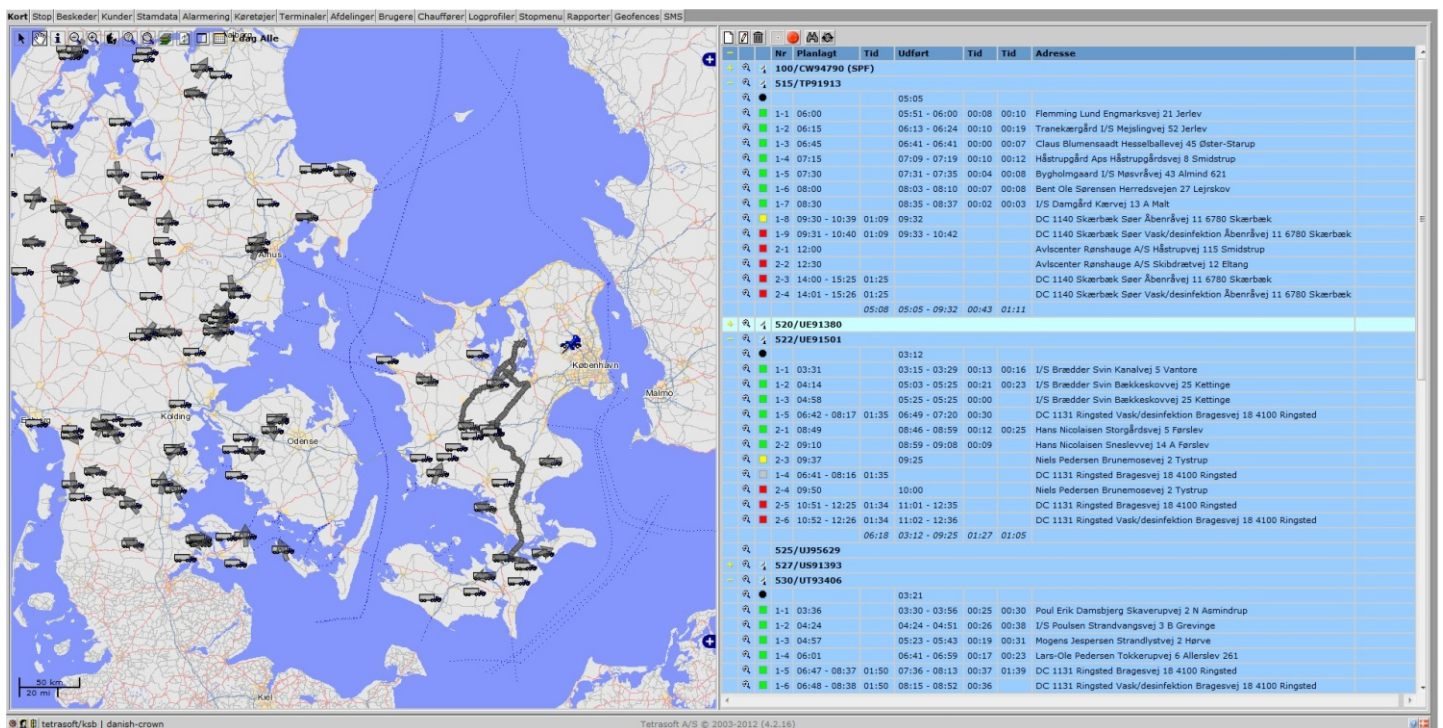 Kort Stop Beskeder Kunder Stamdata Alarmering Køretøjer Terminaler Afdelinger Brugere Chauffører Logprofiler Stopmenu Rapporter Geofences SMS
I dag Alle
Århus
København
Malmö
Kolding
Odense
Kiel
50 km
20 mi
Nr Planlagt Tid Udført Tid Tid Adresse
100/CW94790 (SPF)
515/TP91913
05:05
1-1 06:00 05:51 - 06:00 00:08 00:10 Flemming Lund Engmarksvej 21 Jerlev
1-2 06:15 06:13 - 06:24 00:10 00:19 Tranekærgård I/S Mejslingvej 52 Jerlev
1-3 06:45 06:41 - 06:41 00:00 00:07 Claus Blumensaadt Hesselballevej 45 Øster-Starup
1-4 07:15 07:09 - 07:19 00:10 00:12 Håstrupgård Aps Håstrupgårdsvej 8 Smidstrup
1-5 07:30 07:31 - 07:35 00:04 00:08 Bygholmgaard I/S Møsvråvej 43 Almind 621
1-6 08:00 08:03 - 08:10 00:07 00:08 Bent Ole Sørensen Herredsvejen 27 Lejrskov
1-7 08:30 08:35 - 08:37 00:02 00:03 I/S Damgård Kærvej 13 A Malt
1-8 09:30 - 10:39 01:09 09:32 DC 1140 Skærbæk Søer Åbenråvej 11 6780 Skærbæk
1-9 09:31 - 10:40 01:09 09:33 - 10:42 DC 1140 Skærbæk Søer Vask/desinfektion Åbenråvej 11 6780 Skærbæk
2-1 12:00 Avlscenter Rønshauge A/S Håstrupvej 115 Smidstrup
2-2 12:30 Avlscenter Rønshauge A/S Skibdrætvej 12 Eltang
2-3 14:00 - 15:25 01:25 DC 1140 Skærbæk Søer Åbenråvej 11 6780 Skærbæk
2-4 14:01 - 15:26 01:25 DC 1140 Skærbæk Søer Vask/desinfektion Åbenråvej 11 6780 Skærbæk
05:08 05:05 - 09:32 00:43 01:11
520/UE91380
522/UE91501
03:12
1-1 03:31 03:15 - 03:29 00:13 00:16 I/S Brædder Svin Kanalvej 5 Vantore
1-2 04:14 05:03 - 05:25 00:21 00:23 I/S Brædder Svin Bækkeskovvej 25 Kettinge
1-3 04:58 05:25 - 05:25 00:00 I/S Brædder Svin Bækkeskovvej 25 Kettinge
1-5 06:42 - 08:17 01:35 06:49 - 07:20 00:30 DC 1131 Ringsted Vask/desinfektion Bragesvej 18 4100 Ringsted
2-1 08:49 08:46 - 08:59 00:12 00:25 Hans Nicolaisen Storgårdsvej 5 Førslev
2-2 09:10 08:59 - 09:08 00:09 Hans Nicolaisen Sneslevvej 14 A Førslev
2-3 09:37 09:25 Niels Pedersen Brunemosevej 2 Tystrup
1-4 06:41 - 08:16 01:35 DC 1131 Ringsted Bragesvej 18 4100 Ringsted
2-4 09:50 10:00 Niels Pedersen Brunemosevej 2 Tystrup
2-5 10:51 - 12:25 01:34 11:01 - 12:35 DC 1131 Ringsted Bragesvej 18 4100 Ringsted
2-6 10:52 - 12:26 01:34 11:02 - 12:36 DC 1131 Ringsted Vask/desinfektion Bragesvej 18 4100 Ringsted
06:18 03:12 - 09:25 01:27 01:05
525/UJ95629
527/US91393
530/UT93406
03:21
1-1 03:36 03:30 - 03:56 00:25 00:30 Poul Erik Damsbjerg Skaverupvej 2 N Asmindrup
1-2 04:24 04:24 - 04:51 00:26 00:38 I/S Poulsen Strandvangsvej 3 B Grevinge
1-3 04:57 05:23 - 05:43 00:19 00:31 Mogens Jespersen Strandlystvej 2 Hørve
1-4 06:01 06:41 - 06:59 00:17 00:23 Lars-Ole Pedersen Tokkerupvej 6 Allerslev 261
1-5 06:47 - 08:37 01:50 07:36 - 08:13 00:37 01:39 DC 1131 Ringsted Bragesvej 18 4100 Ringsted
1-6 06:48 - 08:38 01:50 08:15 - 08:52 00:36 DC 1131 Ringsted Vask/desinfektion Bragesvej 18 4100 Ringsted
tetrasoft/ksb | danish-crown
Tetrasoft A/S © 2003-2012 (4.2.16)